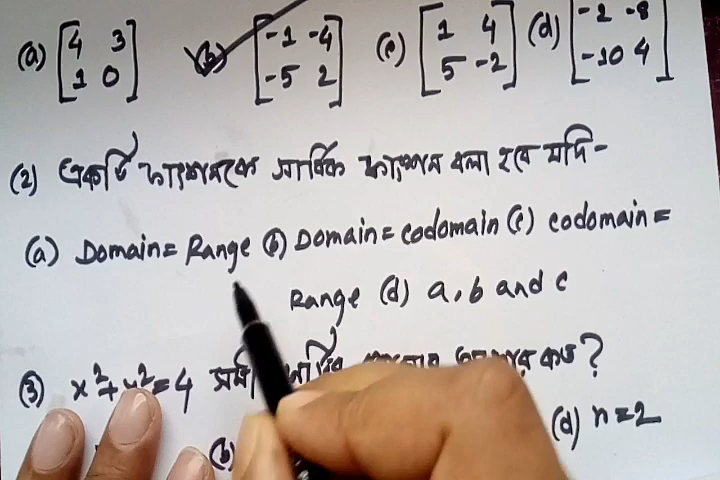 (a) [4 3 (b) [-1 -4 (c) [1 4 (d) [-2 -8
1 0] -5 2] 5 -2] -10 4]
(2) একটি ফাংশনকে সার্বিক ফাংশন বলা হবে যদি-
(a) Domain= Range (b) Domain= codomain (c) codomain=
Range (d) a, b and c
(3) x²+y²=4 কত?
(b) (d) n=2